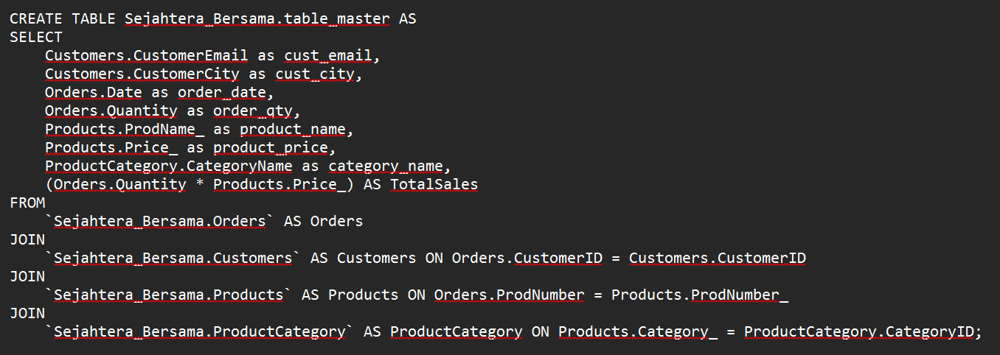 CREATE TABLE Sejahtera_Bersama.table_master AS
SELECT
    Customers.CustomerEmail as cust_email,
    Customers.CustomerCity as cust_city,
    Orders.Date as order_date,
    Orders.Quantity as order_qty,
    Products.ProdName_ as product_name,
    Products.Price_ as product_price,
    ProductCategory.CategoryName as category_name,
    (Orders.Quantity * Products.Price_) AS TotalSales
FROM
    `Sejahtera_Bersama.Orders` AS Orders
JOIN
    `Sejahtera_Bersama.Customers` AS Customers ON Orders.CustomerID = Customers.CustomerID
JOIN
    `Sejahtera_Bersama.Products` AS Products ON Orders.ProdNumber = Products.ProdNumber_
JOIN
    `Sejahtera_Bersama.ProductCategory` AS ProductCategory ON Products.Category_ = ProductCategory.CategoryID;